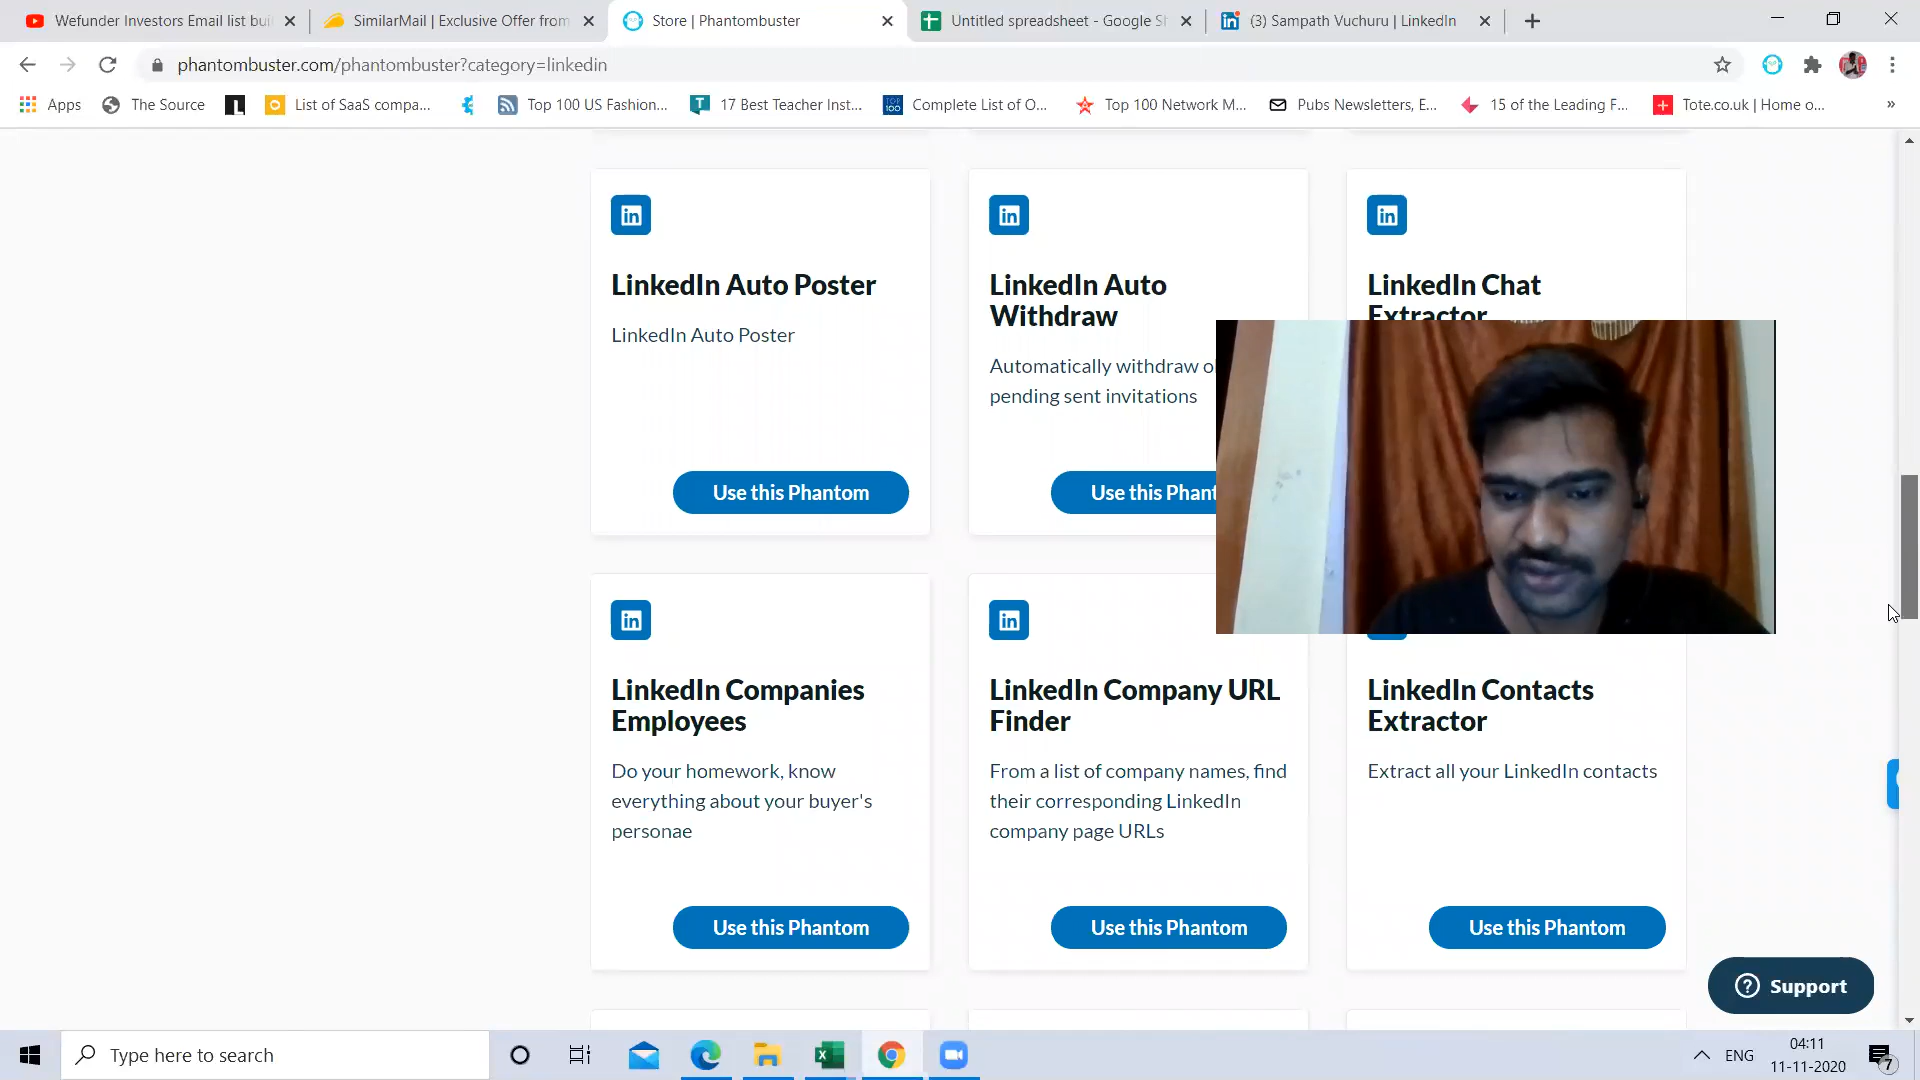 Wefunder Investors Email list bui
SimilarMail | Exclusive Offer from
Store | Phantombuster
Untitled spreadsheet - Google Sh
(3) Sampath Vuchuru | LinkedIn
phantombuster.com/phantombuster?category=linkedin
Apps
The Source
List of SaaS compa...
Top 100 US Fashion...
17 Best Teacher Inst...
Complete List of O...
Top 100 Network M...
Pubs Newsletters, E...
15 of the Leading F...
Tote.co.uk | Home o...
LinkedIn Auto Poster
LinkedIn Auto Poster
Use this Phantom
LinkedIn Auto
Withdraw
Automatically withdraw o
pending sent invitations
Use this Phant
LinkedIn Chat
Extractor
LinkedIn Companies
Employees
Do your homework, know
everything about your buyer's
personae
Use this Phantom
LinkedIn Company URL
Finder
From a list of company names, find
their corresponding LinkedIn
company page URLs
Use this Phantom
LinkedIn Contacts
Extractor
Extract all your LinkedIn contacts
Use this Phantom
Support
Type here to search
ENG
04:11
11-11-2020
7